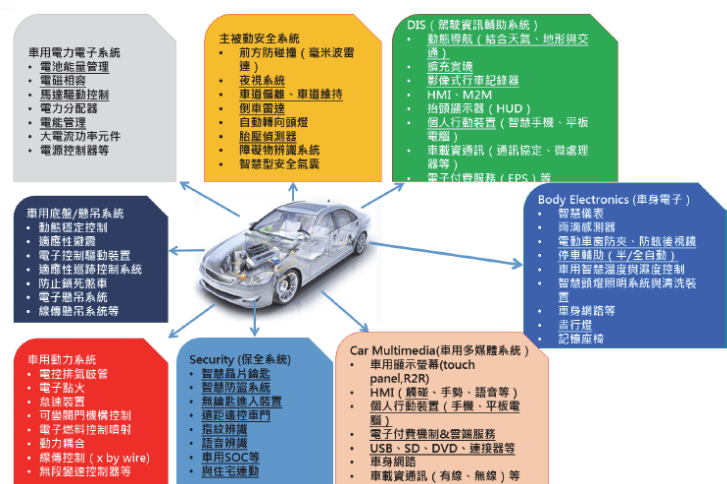 車用電力電子系統
• 電池能量管理
• 電磁相容
• 馬達驅動控制
• 電力分配器
• 電能管理
• 大電流功率元件
• 電源控制器等
主被動安全系統
• 前方防碰撞（毫米波雷
達）
• 夜視系統
• 車道偏離、車道維持
• 倒車雷達
• 自動轉向頭燈
• 胎壓偵測器
• 障礙物辨識系統
• 智慧型安全氣囊
DIS（駕駛資訊輔助系統）
• 動態導航（結合天氣、地形與交
通）
• 擴充實境
• 影像式行車記錄器
• HMI、M2M
• 抬頭顯示器（HUD）
• 個人行動裝置（智慧手機、平板
電腦）
• 車載資通訊（通訊協定、微處理
器等）
• 電子付費服務（EPS）等
車用底盤/懸吊系統
• 動態穩定控制
• 適應性避震
• 電子控制驅動裝置
• 適應性巡跡控制系統
• 防止鎖死煞車
• 電子懸吊系統
• 線傳懸吊系統等
Body Electronics (車身電子）
• 智慧儀表
• 雨滴感測器
• 電動車窗防夾、防眩後視鏡
• 停車輔助（半/全自動）
• 車用智慧溫度與濕度控制
• 智慧頭燈照明系統與清洗裝
置
• 車身網路等
• 晝行燈
• 記憶座椅
車用動力系統
• 電控排氣歧管
• 電子點火
• 怠速裝置
• 可變閥門機構控制
• 電子燃料控制噴射
• 動力耦合
• 線傳控制（x by wire)
• 無段變速控制器等
Security (保全系統)
• 智慧晶片鑰匙
• 智慧防盜系統
• 無鑰匙進入裝置
• 遠距遙控車門
• 指紋辨識
• 語音辨識
• 車用SOC等
• 與住宅連動
Car Multimedia(車用多媒體系統）
• 車用顯示螢幕(touch
panel,R2R)
• HMI（觸碰、手勢、語音等）
• 個人行動裝置（手機、平板電
腦）
• 電子付費機制&雲端服務
• USB、SD、DVD、連接器等
• 車身網路
• 車載資通訊（有線、無線）等